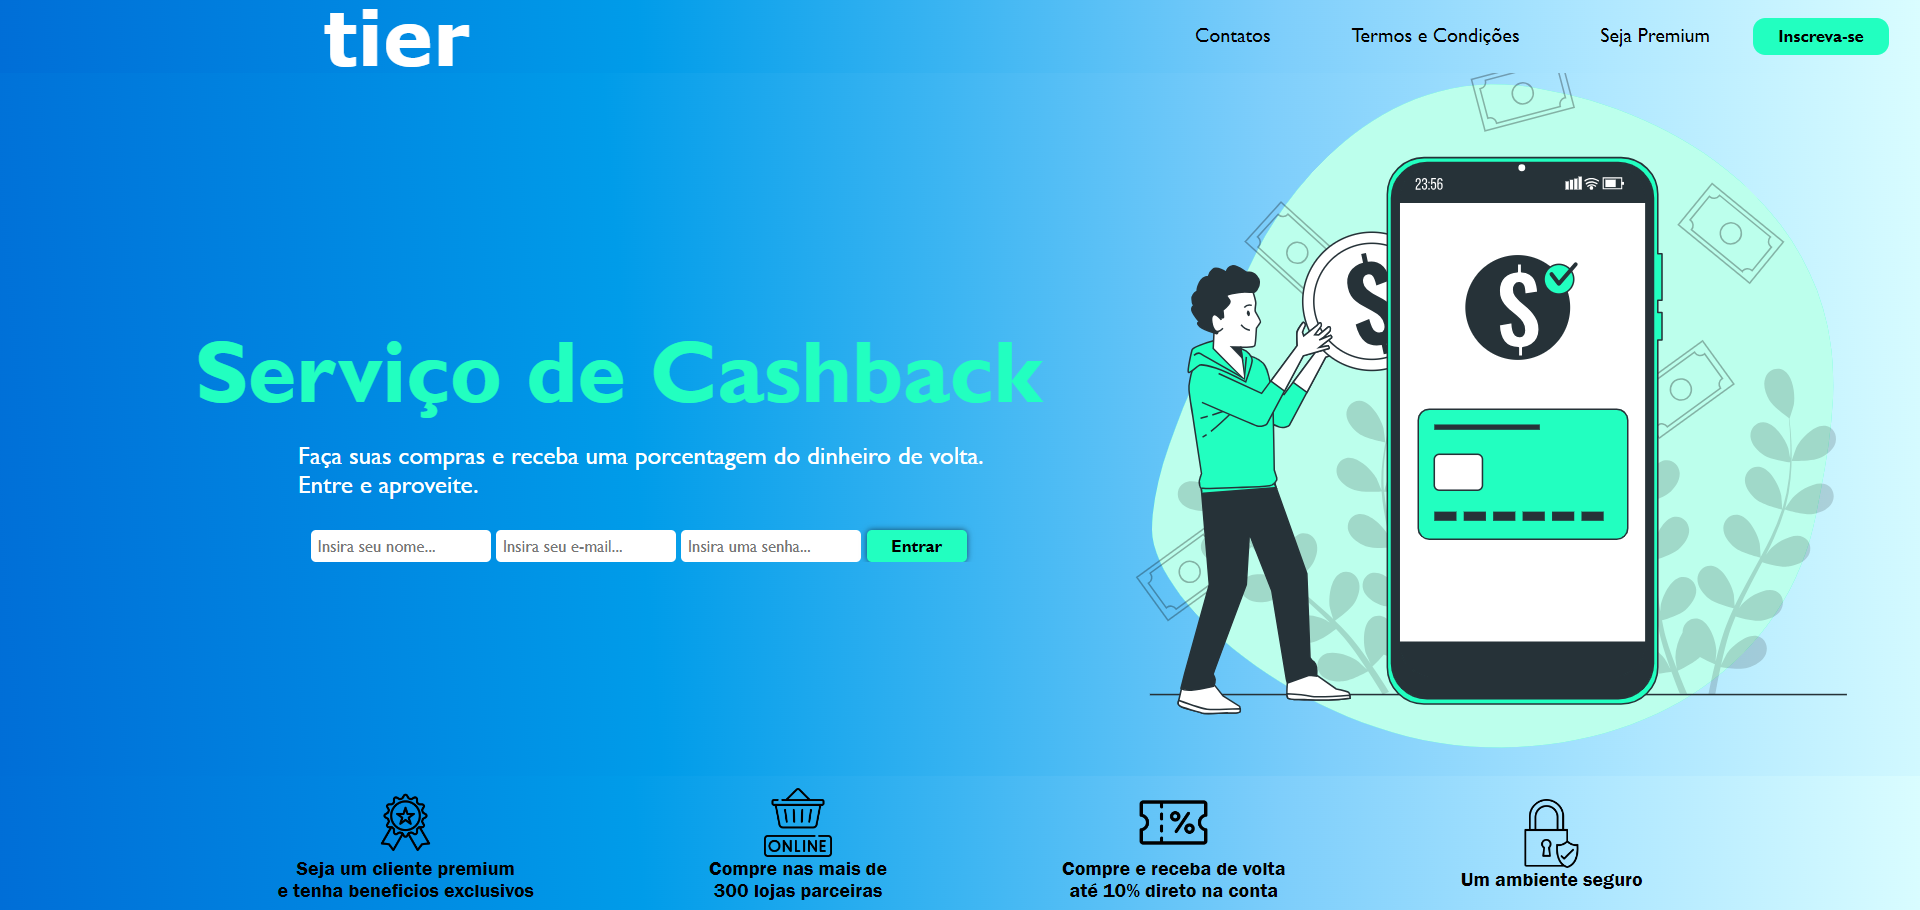 tier
Contatos
Termos e Condições
Seja Premium
Inscreva-se
23:56
$
$
Serviço de Cashback
Faça suas compras e receba uma porcentagem do dinheiro de volta.
Entre e aproveite.
Insira seu nome...
Insira seu e-mail...
Insira uma senha...
Entrar
ONLINE
%
Seja um cliente premium
e tenha beneficios exclusivos
Compre nas mais de
300 lojas parceiras
Compre e receba de volta
até 10% direto na conta
Um ambiente seguro